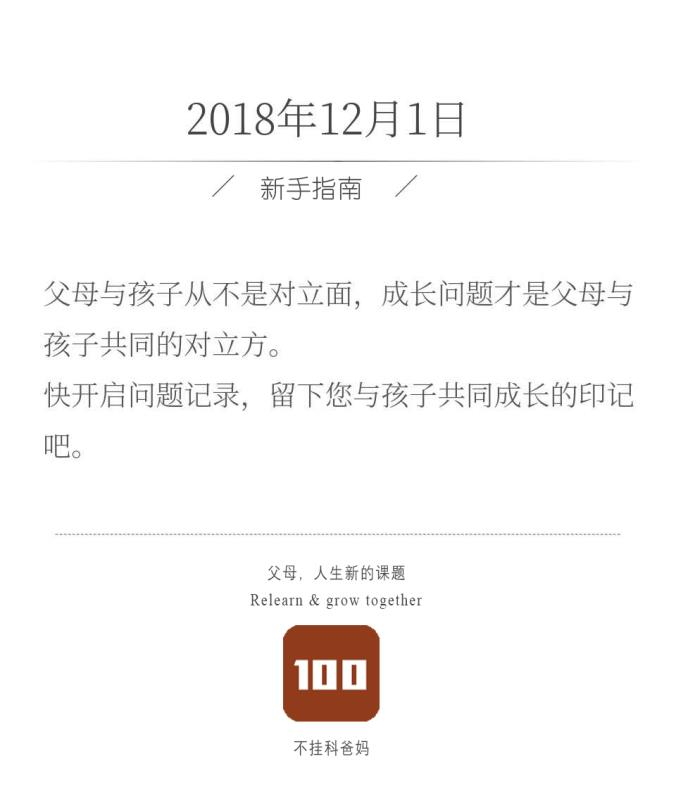 2018年12月1日
新手指南
父母与孩子从不是对立面，成长问题才是父母与
孩子共同的对立方。
快开启问题记录，留下您与孩子共同成长的印记
吧。
父母，人生新的课题
Relearn & grow together
100
不挂科爸妈